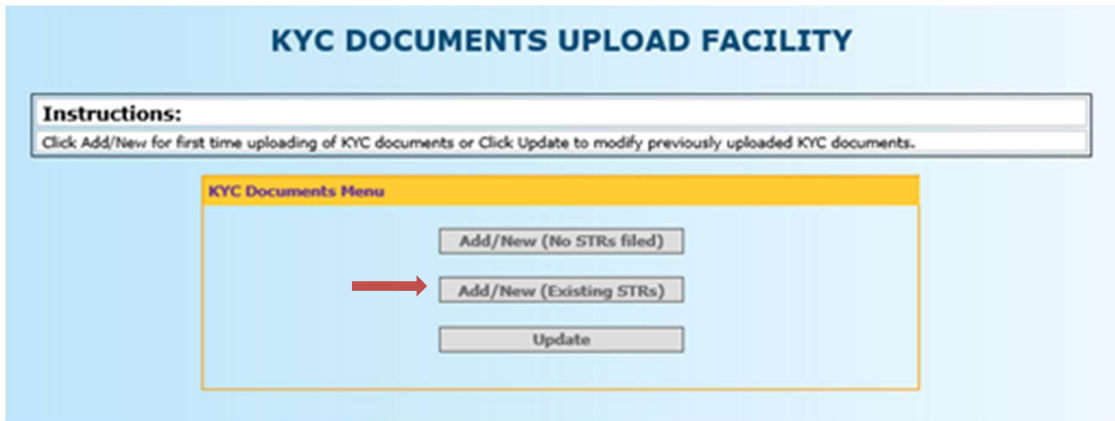 KYC DOCUMENTS UPLOAD FACILITY
Instructions:
Click Add/New for first time uploading of KYC documents or Click Update to modify previously uploaded KYC documents.
KYC Documents Menu
Add/New (No STRs filed)
Add/New (Existing STRs)
Update